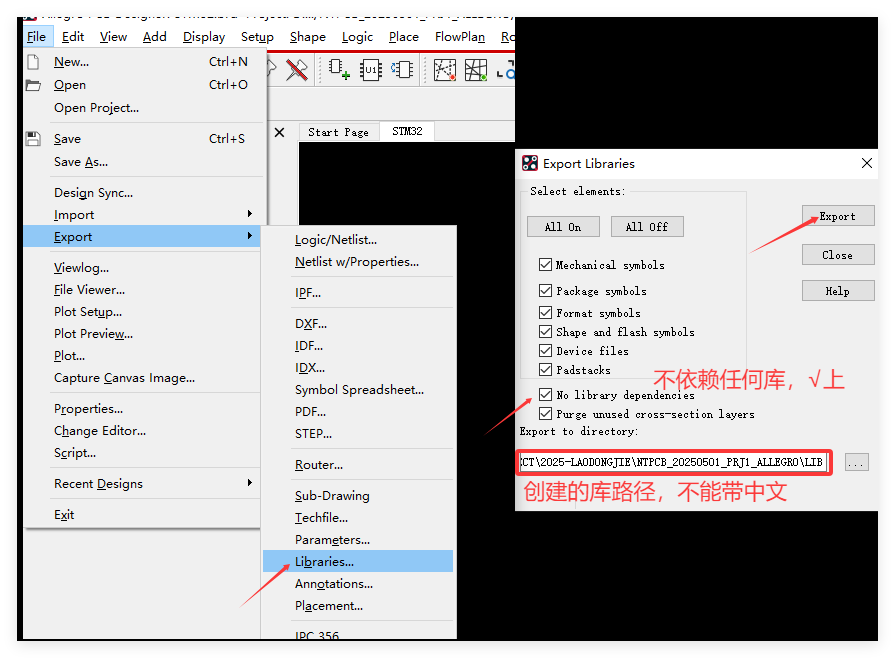 File Edit View Add Display Setup Shape Logic Place FlowPlan
New... Ctrl+N
Open Ctrl+O
Open Project...
Save Ctrl+S
Save As...
Design Sync...
Import
Export
Viewlog...
File Viewer...
Plot Setup...
Plot Preview...
Plot...
Capture Canvas Image...
Properties...
Change Editor...
Script...
Recent Designs
Exit
U1
Start Page STM32
Logic/Netlist...
Netlist w/Properties...
IPF...
DXF...
IDF...
IDX...
Symbol Spreadsheet...
PDF...
STEP...
Router...
Sub-Drawing
Techfile...
Parameters...
Libraries...
Annotations...
Placement...
IPC 356
Export Libraries
Select elements:
All On All Off
Mechanical symbols
Package symbols
Format symbols
Shape and flash symbols
Device files
Padstacks
不依赖任何库，√上
No library dependencies
Purge unused cross-section layers
Export to directory:
CT\2025-LAODONGJIE\NTPCB_20250501_PRJ1_ALLEGRO\LIB
...
创建的库路径，不能带中文
Export
Close
Help